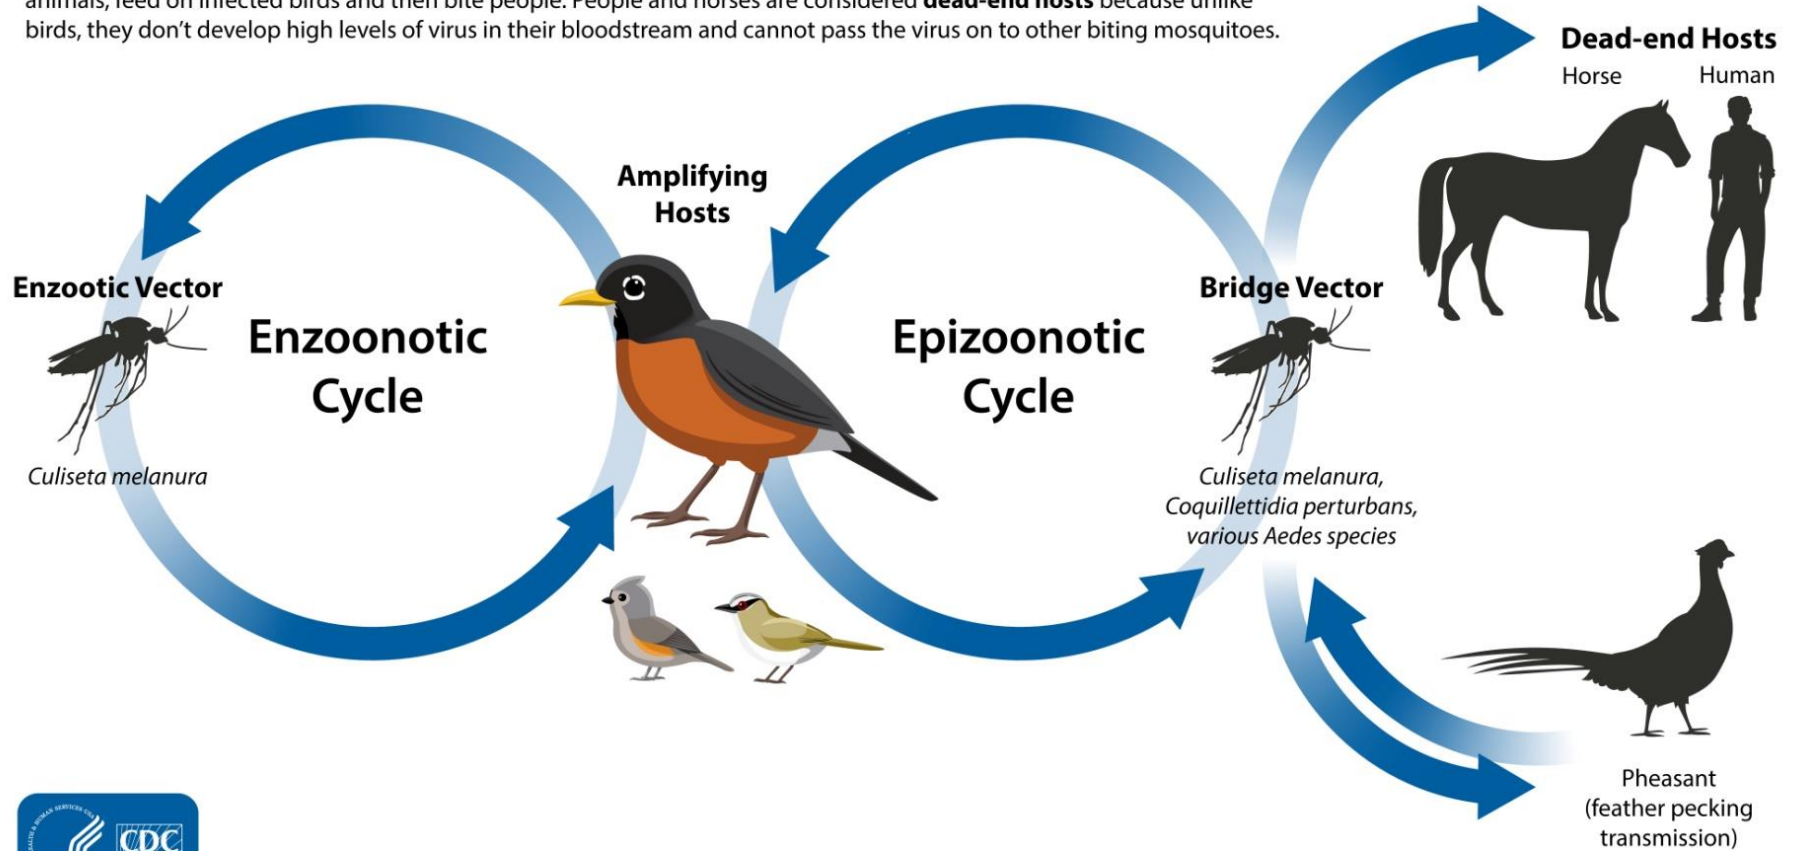 animals, feed on infected birds and then bite people. People and horses are considered dead-end hosts because unlike
birds, they don't develop high levels of virus in their bloodstream and cannot pass the virus on to other biting mosquitoes.
Dead-end Hosts
Horse
Human
Amplifying
Hosts
Enzootic Vector
Enzoonotic
Cycle
Culiseta melanura
Epizoonotic
Cycle
Bridge Vector
Culiseta melanura,
Coquillettidia perturbans,
various Aedes species
Pheasant
(feather pecking
transmission)
CDC